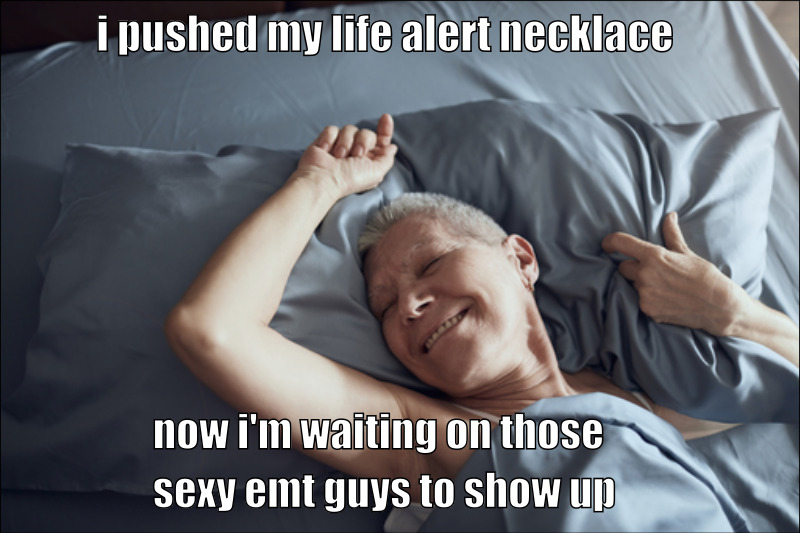 i pushed my life alert necklace
now i'm waiting on those
sexy emt guys to show up